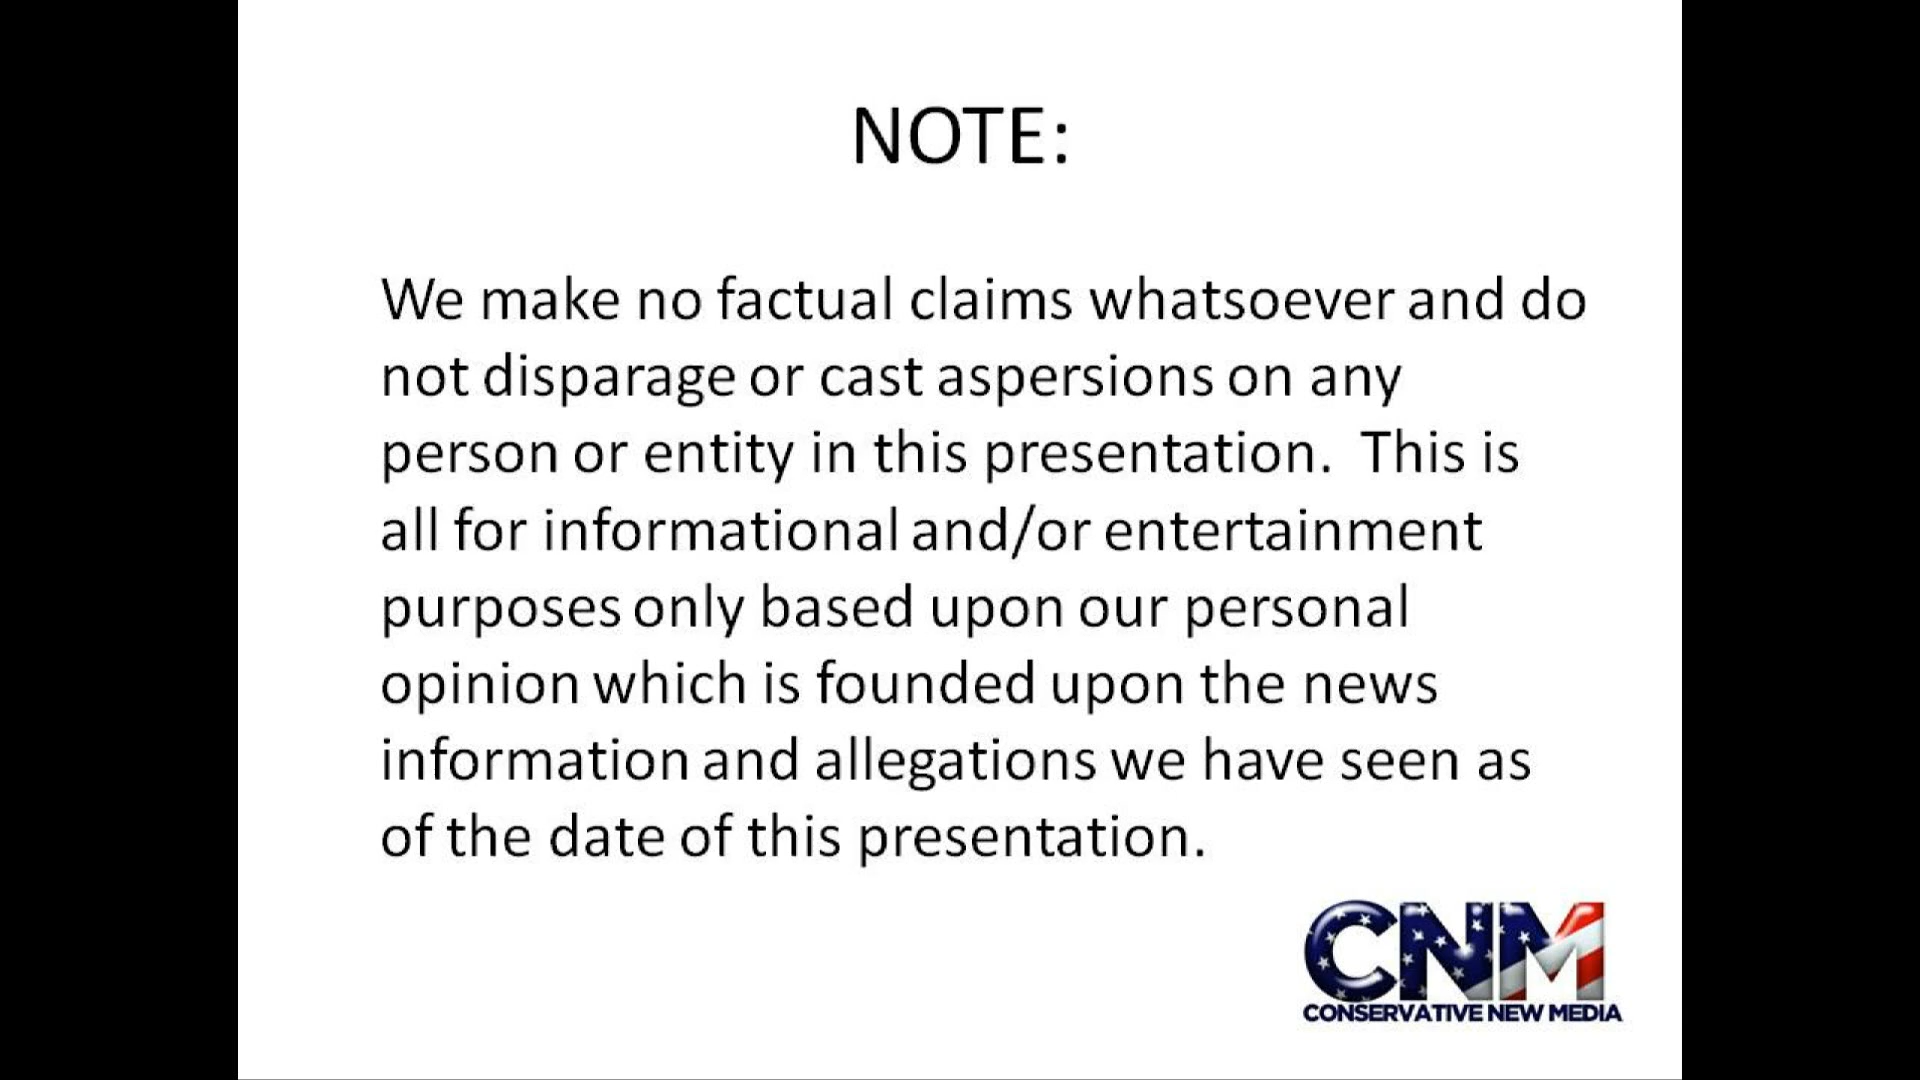 NOTE:
We make no factual claims whatsoever and do
not disparage or cast aspersions on any
person or entity in this presentation.  This is
all for informational and/or entertainment
purposes only based upon our personal
opinion which is founded upon the news
information and allegations we have seen as
of the date of this presentation.
CNM
CONSERVATIVE NEW MEDIA